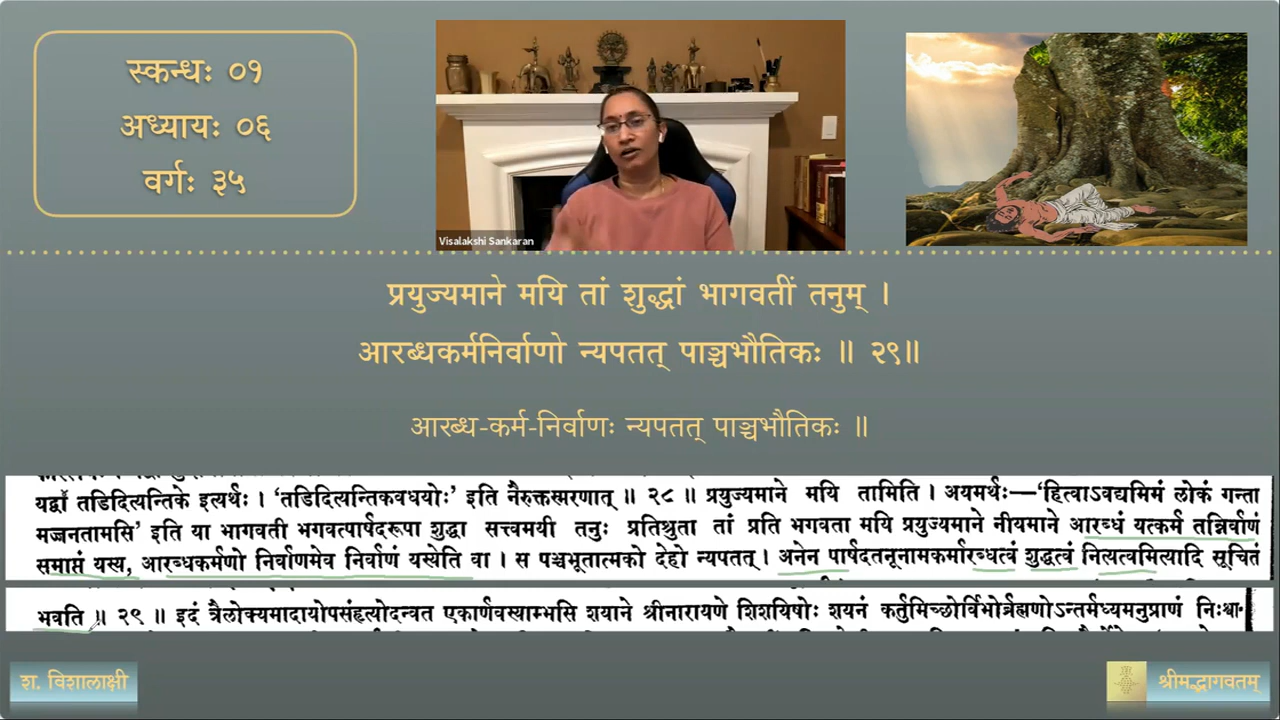 स्कन्धः ०१
अध्यायः ०६
वर्गः ३५
Visalakshi Sankaran
प्रयुज्यमाने मयि तां शुद्धां भागवतीं तनुम् ।
आरब्धकर्मनिर्वाणो न्यपतत् पाञ्चभौतिकः ॥ २९॥
आरब्ध-कर्म-निर्वाणः न्यपतत् पाञ्चभौतिकः ॥
यद्वा तडिदित्यन्तिके इत्यर्थः । ‘तडिदित्यन्तिकवधयोः’ इति नैरुक्तस्मरणात् ॥ २८ ॥ प्रयुज्यमाने मयि तामिति । अयमर्थः—‘हित्वाऽवद्यमिमं लोकं गन्ता
मज्जनतामसि’ इति या भागवती भगवत्पार्षदरूपा शुद्धा सत्त्वमयी तनुः प्रतिश्रुता तां प्रति भगवता मयि प्रयुज्यमाने नीयमाने आरब्धं यत्कर्म तन्निर्वाणं
समाप्तं यस्य, आरब्धकर्मणो निर्वाणमेव निर्वाणं यस्येति वा । स पञ्चभूतात्मको देहो न्यपतत् । अनेन पार्षदतनूनामकर्मारब्धत्वं शुद्धत्वं नित्यत्वमित्यादि सूचितं
भवति ॥ २९ ॥ इदं त्रैलोक्यमादायोपसंहृत्योदन्वत एकार्णवस्याम्भसि शयाने श्रीनारायणे शिशयिषोः शयनं कर्तुमिच्छोर्विभोर्ब्रह्मणोऽन्तर्मध्यमनुप्राणं निःश्वा-
श. विशालाक्षी
श्रीमद्भागवतम्